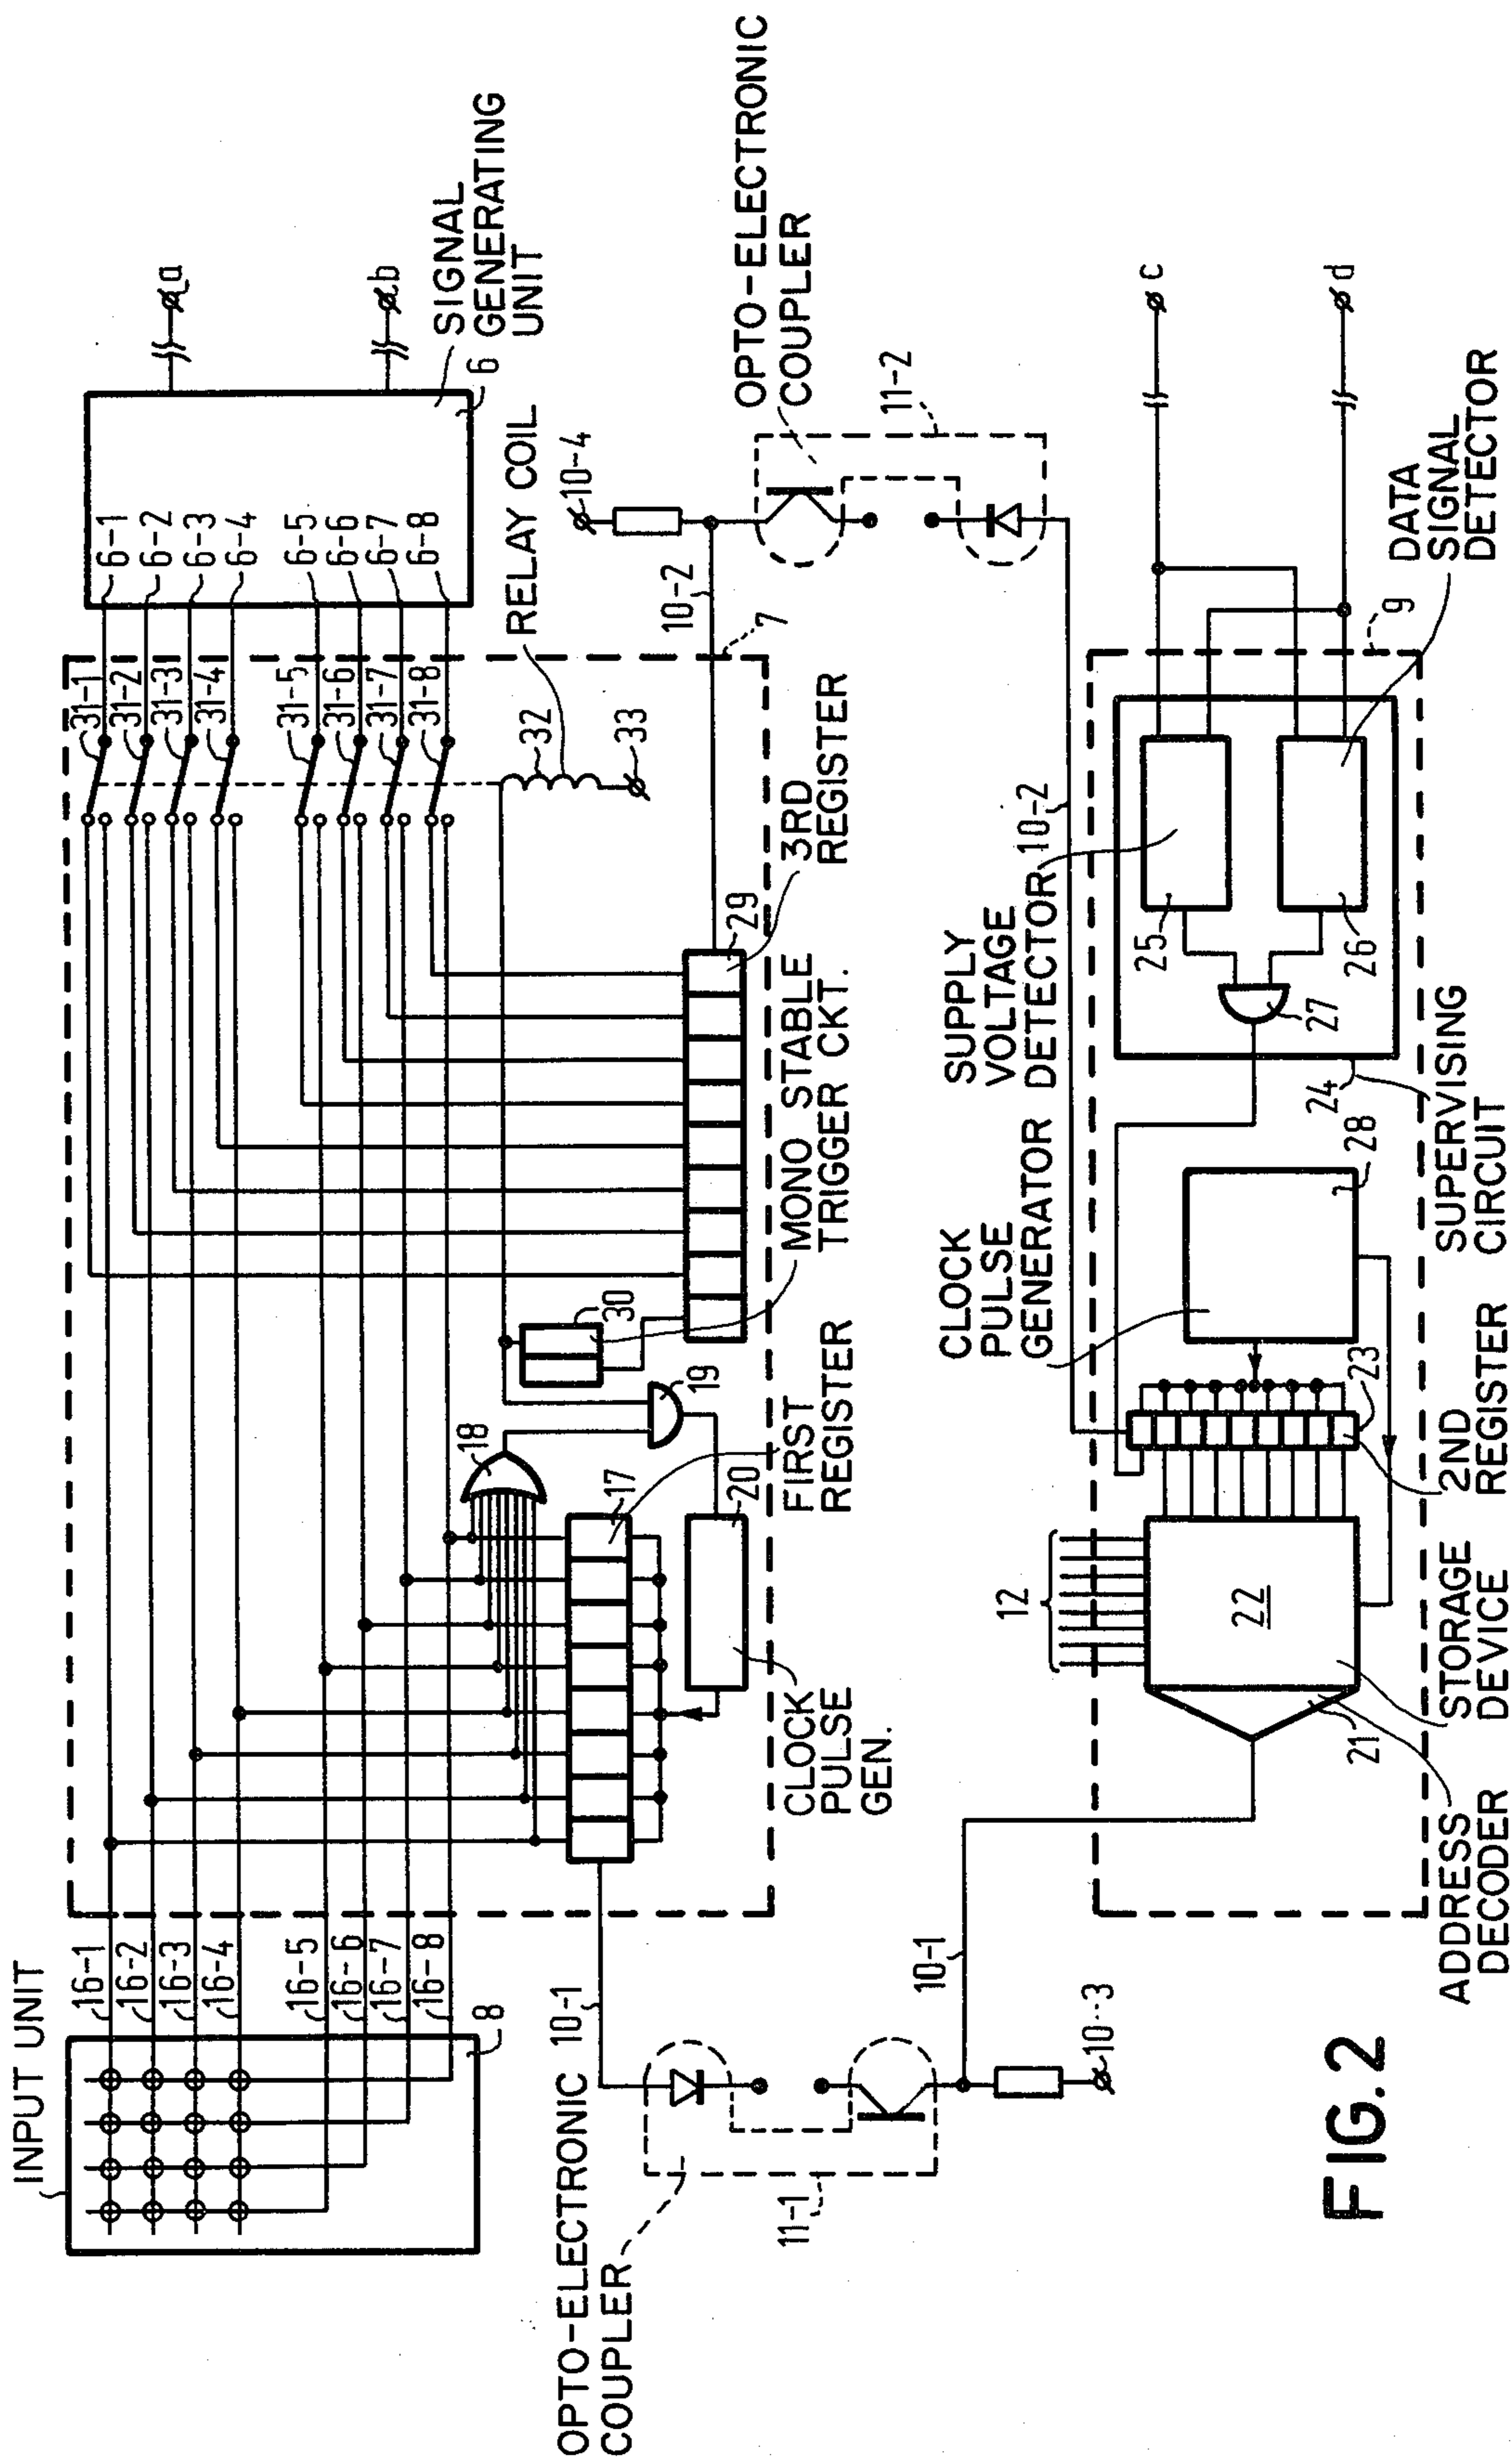 INPUT UNIT
8
16-1
16-2
16-3
16-4
16-5
16-6
16-7
16-8
31-1
31-2
31-3
31-4
31-5
31-6
31-7
31-8
6-1
6-2
6-3
6-4
6-5
6-6
6-7
6-8
a
b
SIGNAL
GENERATING
UNIT
6
RELAY COIL
32
33
18
19
30
17
20
29
FIRST
REGISTER
CLOCK
PULSE
GEN.
MONO STABLE
TRIGGER CKT.
3RD
REGISTER
7
10-4
10-2
OPTO-ELECTRONIC
COUPLER
11-2
OPTO-ELECTRONIC
COUPLER
10-1
11-1
10-1
10-3
12
21
22
23
28
24
25
26
27
9
c
d
CLOCK
PULSE
GENERATOR
SUPPLY
VOLTAGE
DETECTOR
10-2
DATA
SIGNAL
DETECTOR
ADDRESS
DECODER
STORAGE
DEVICE
2ND
REGISTER
SUPERVISING
CIRCUIT
FIG.2